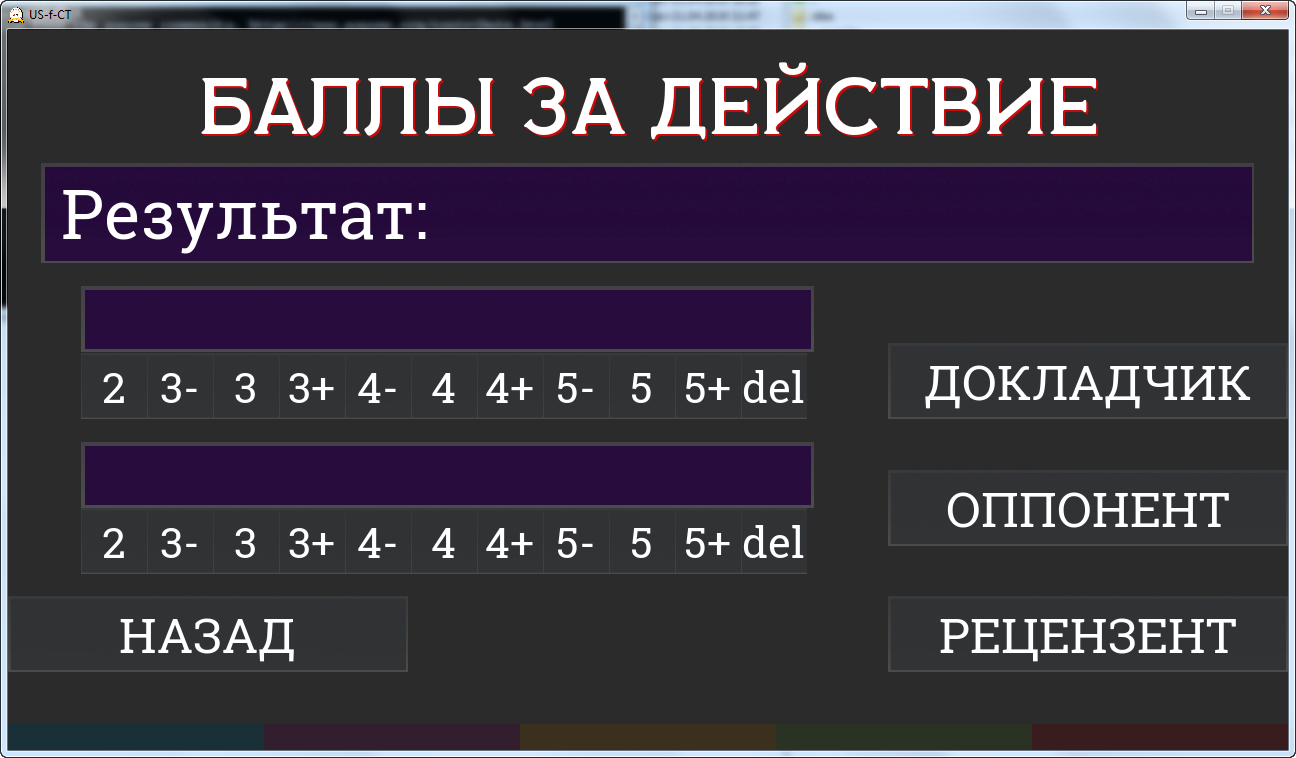 US-f-CT
БАЛЛЫ ЗА ДЕЙСТВИЕ
Результат:
2 3- 3 3+ 4- 4 4+ 5- 5 5+ del
ДОКЛАДЧИК
ОППОНЕНТ
2 3- 3 3+ 4- 4 4+ 5- 5 5+ del
НАЗАД
РЕЦЕНЗЕНТ